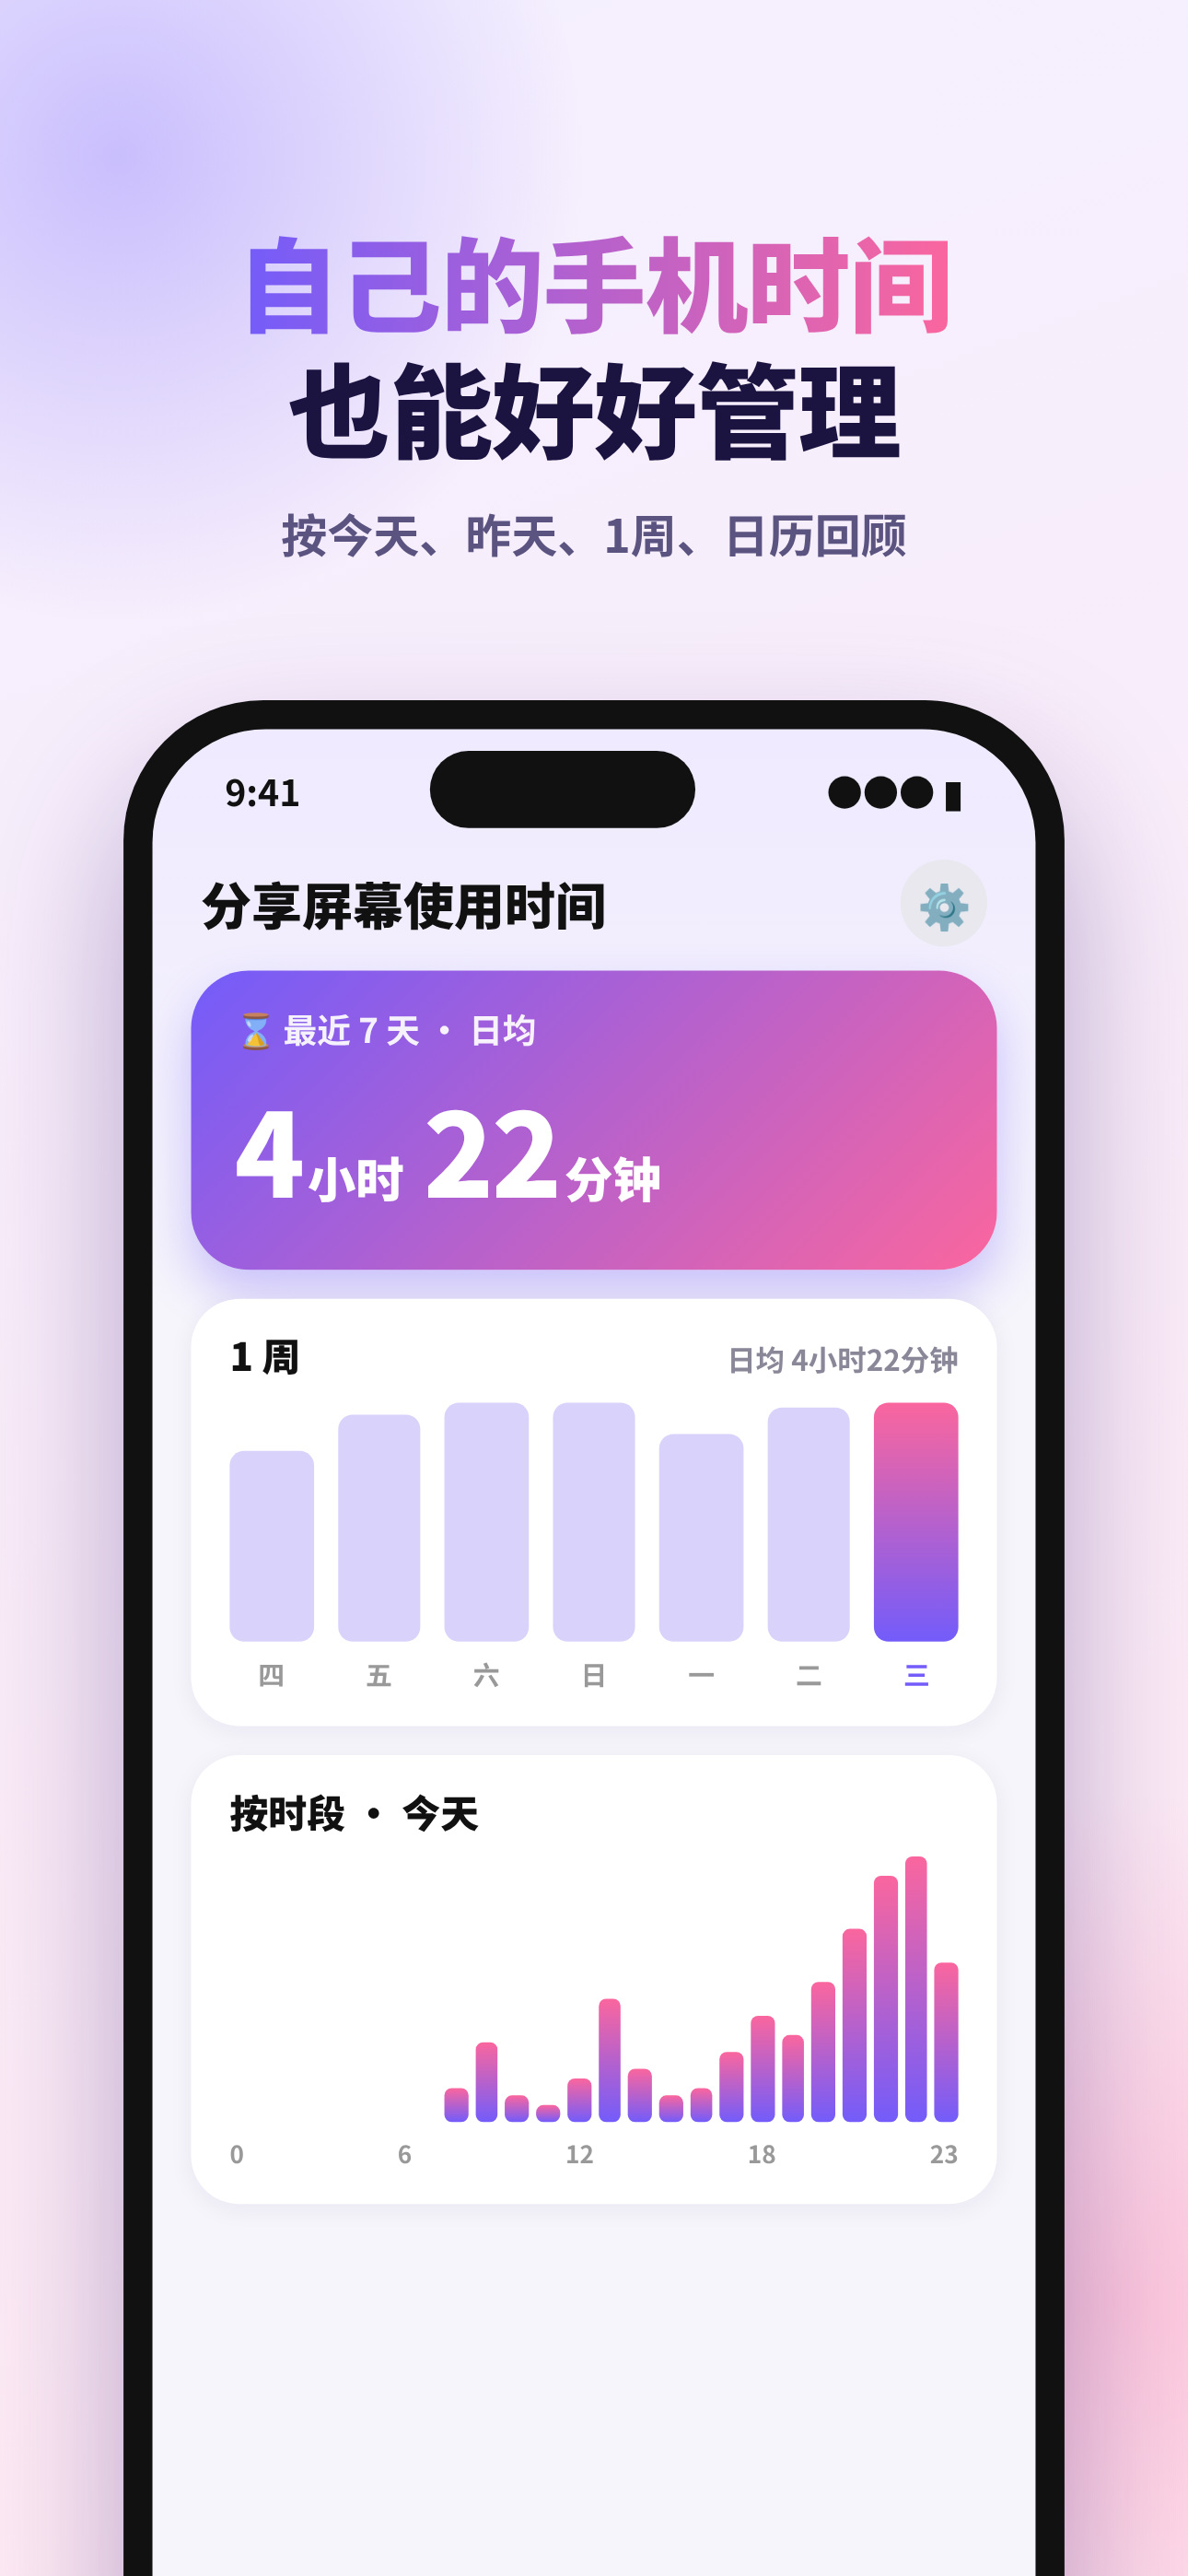 自己的手机时间
也能好好管理
按今天、昨天、1周、日历回顾
9:41
分享屏幕使用时间
⌛ 最近 7 天 · 日均
4小时 22分钟
1 周
日均 4小时22分钟
四 五 六 日 一 二 三
按时段 · 今天
0 6 12 18 23